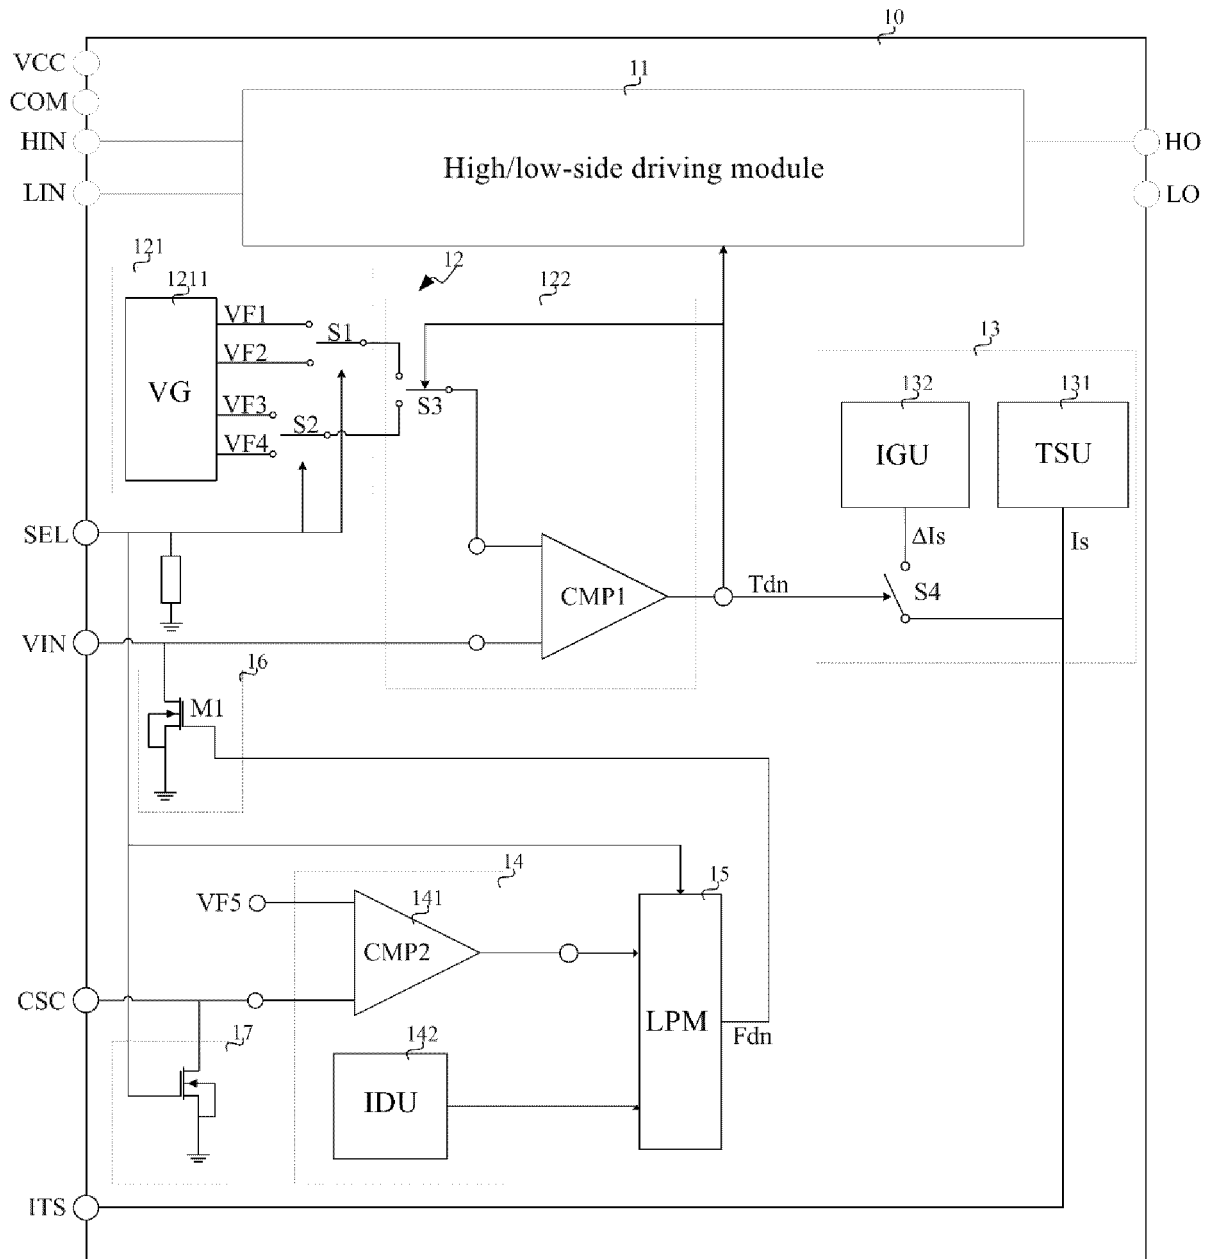 10
VCC
COM
HIN
LIN
11
High/low-side driving module
HO
LO
121
12
1211
122
VF1
VF2
VF3
VF4
VG
S1
S2
S3
13
132
131
IGU
TSU
ΔIs
Is
SEL
CMP1
Tdn
S4
VIN
16
M1
14
15
VF5
141
CMP2
CSC
LPM
Fdn
17
142
IDU
ITS